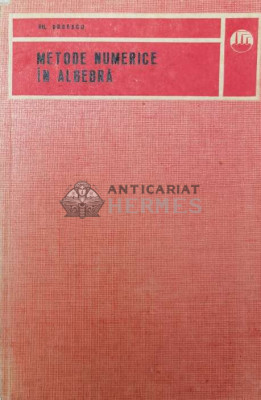 METODE NUMERICE
ÎN ALGEBRĂ
ANTICARIAT
HERMES